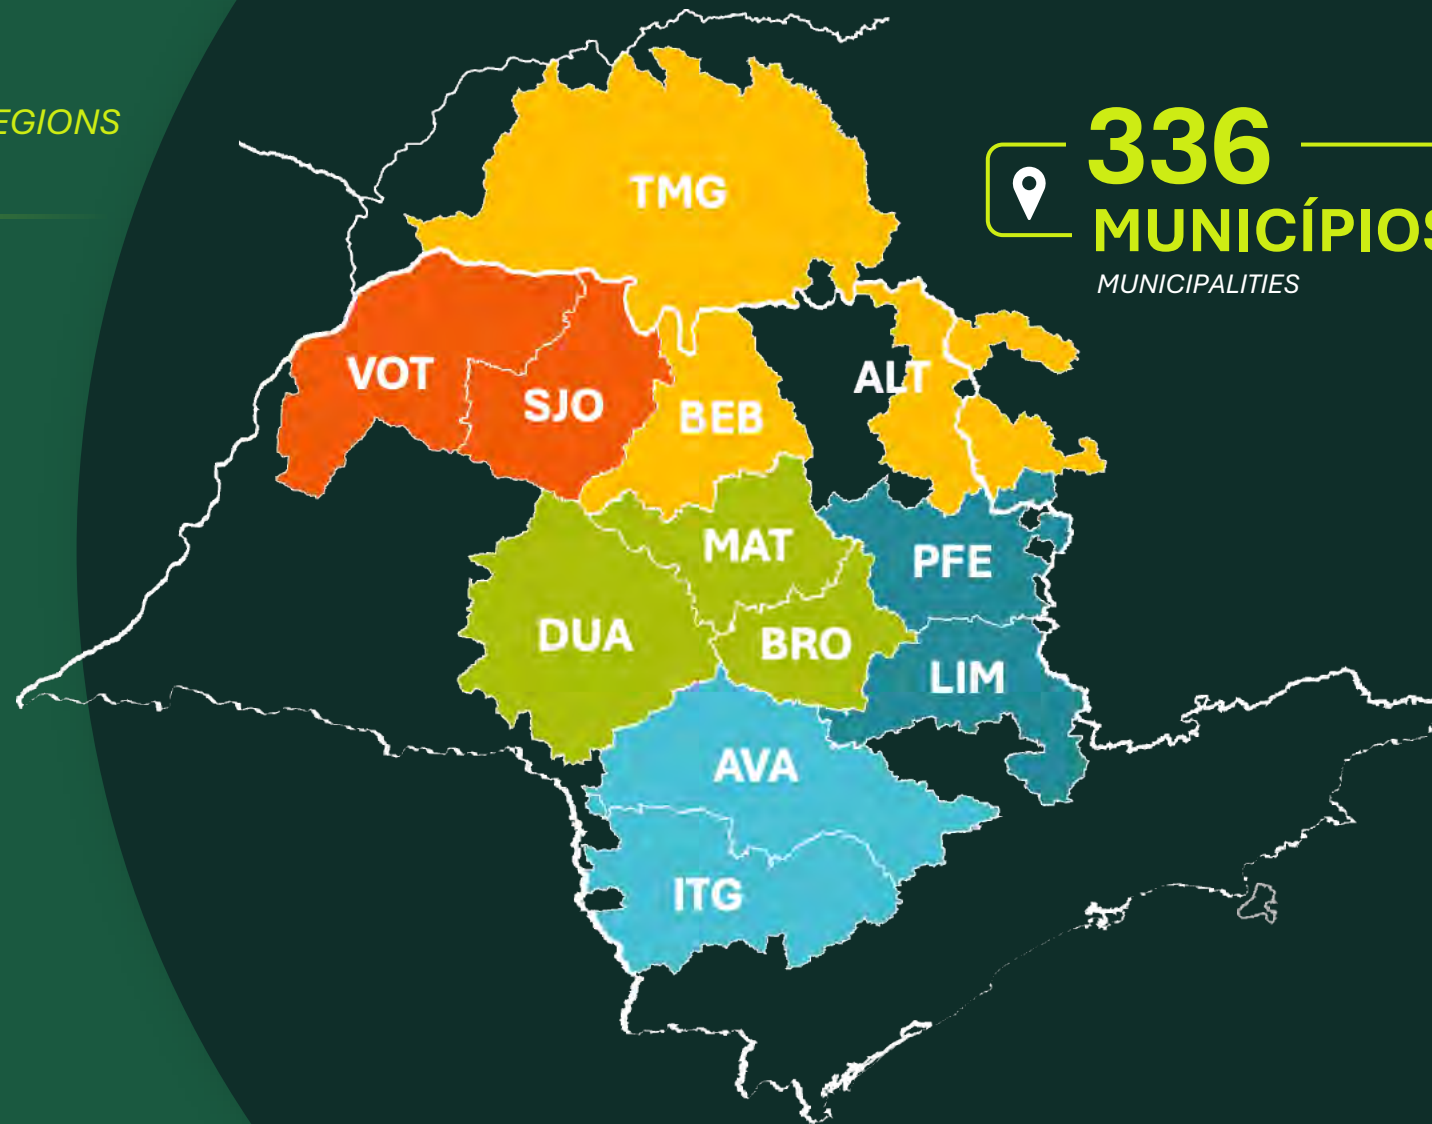 EGIONS
336
MUNICÍPIOS
MUNICIPALITIES
TMG
VOT
SJO
BEB
ALT
MAT
PFE
DUA
BRO
LIM
AVA
ITG